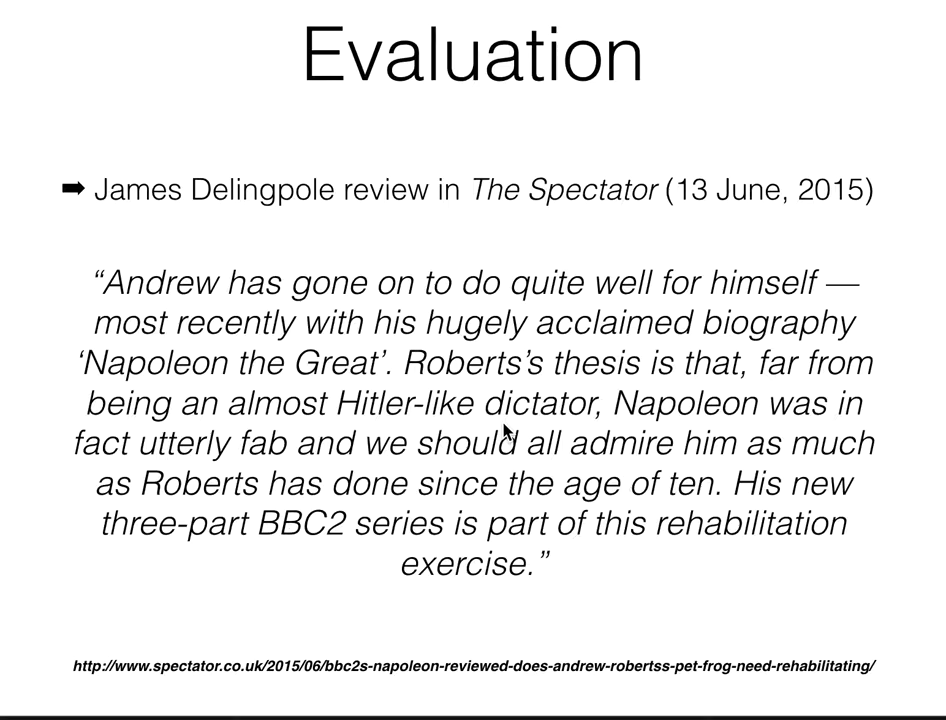 Evaluation
➡ James Delingpole review in The Spectator (13 June, 2015)
“Andrew has gone on to do quite well for himself —
most recently with his hugely acclaimed biography
‘Napoleon the Great’. Roberts’s thesis is that, far from
being an almost Hitler-like dictator, Napoleon was in
fact utterly fab and we should all admire him as much
as Roberts has done since the age of ten. His new
three-part BBC2 series is part of this rehabilitation
exercise.”
http://www.spectator.co.uk/2015/06/bbc2s-napoleon-reviewed-does-andrew-robertss-pet-frog-need-rehabilitating/